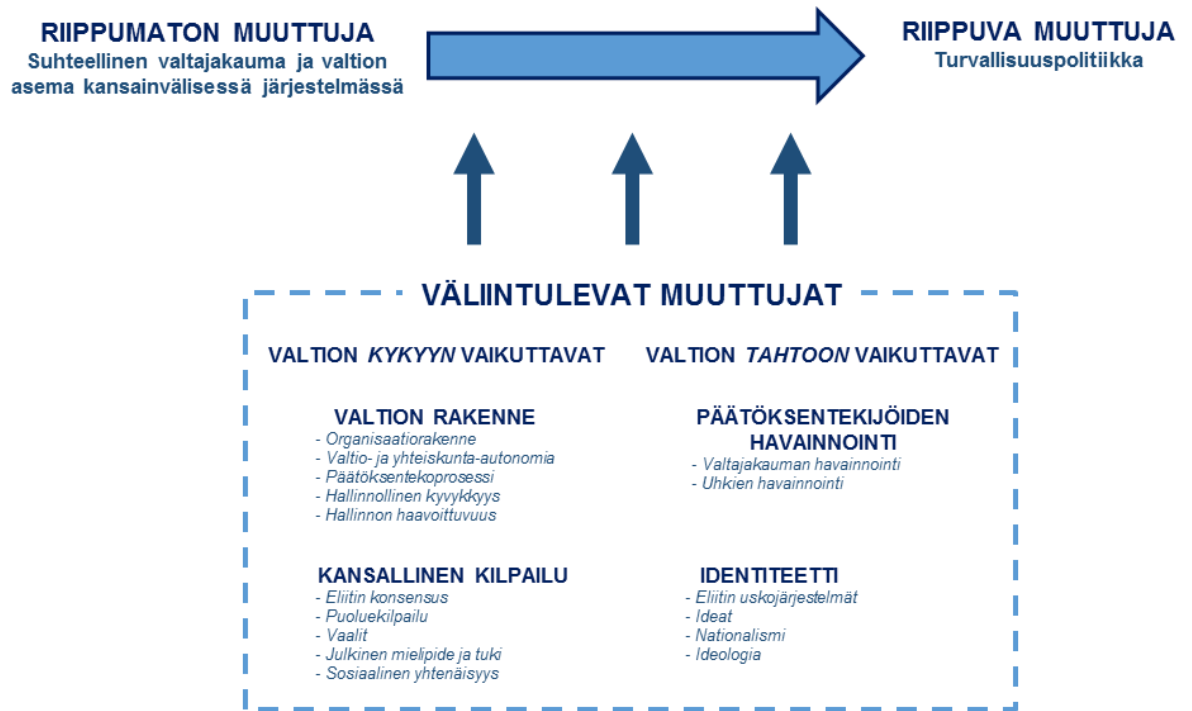 RIIPPUMATON MUUTTUJA
Suhteellinen valtajakauma ja valtion
asema kansainvälisessä järjestelmässä
RIIPPUVA MUUTTUJA
Turvallisuuspolitiikka
VÄLIINTULEVAT MUUTTUJAT
VALTION KYKYYN VAIKUTTAVAT
VALTION RAKENNE
- Organisaatiorakenne
- Valtio- ja yhteiskunta-autonomia
- Päätöksentekoprosessi
- Hallinnollinen kyvykkyys
- Hallinnon haavoittuvuus
KANSALLINEN KILPAILU
- Eliitin konsensus
- Puoluekilpailu
- Vaalit
- Julkinen mielipide ja tuki
- Sosiaalinen yhtenäisyys
VALTION TAHTOON VAIKUTTAVAT
PÄÄTÖKSENTEKIJÖIDEN
HAVAINNOINTI
- Valtajakauman havainnointi
- Uhkien havainnointi
IDENTITEETTI
- Eliitin uskojärjestelmät
- Ideat
- Nationalismi
- Ideologia